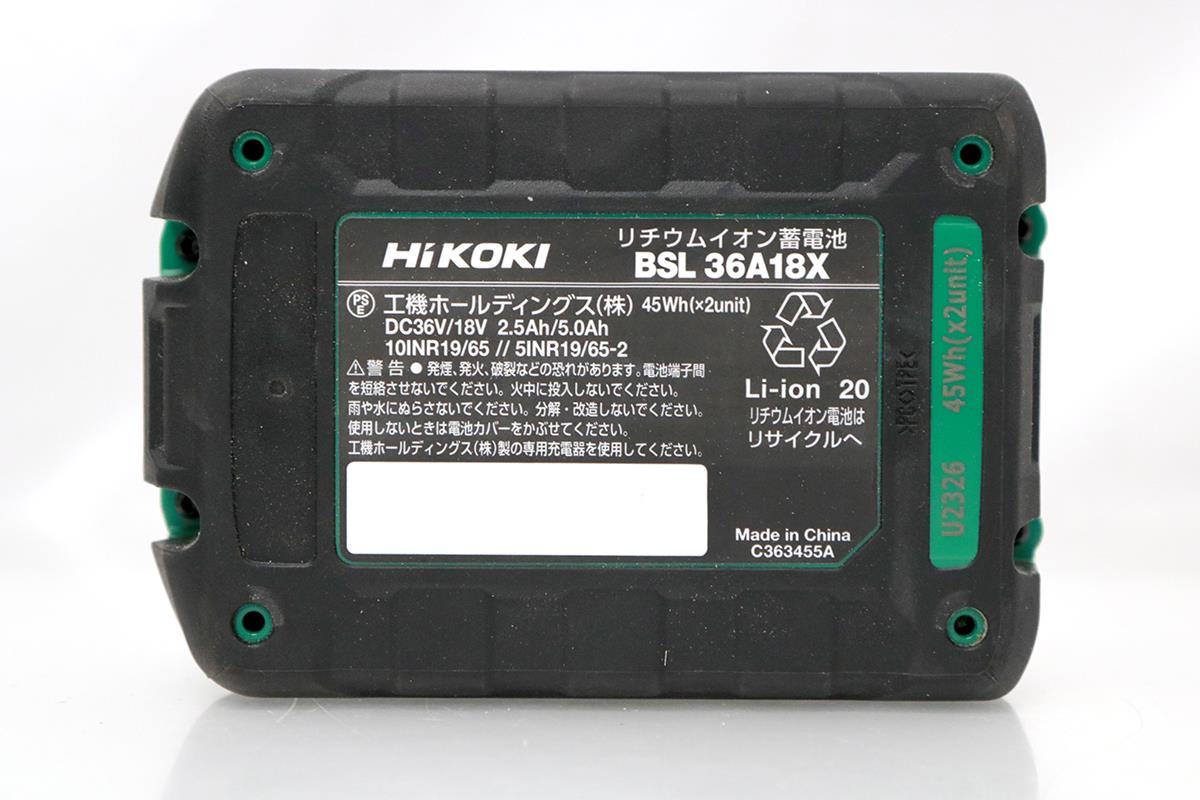 HiKOKI
リチウムイオン蓄電池
BSL 36A18X
PS
E
工機ホールディングス(株) 45Wh(×2unit)
DC36V/18V 2.5Ah/5.0Ah
10INR19/65 // 5INR19/65-2
⚠警告 ● 発煙、発火、破裂などの恐れがあります。電池端子間
を短絡させないでください。火中に投入しないでください。
雨や水にぬらさないでください。分解・改造しないでください。
使用しないときは電池カバーをかぶせてください。
工機ホールディングス(株)製の専用充電器を使用してください。
Li-ion 20
リチウムイオン電池は
リサイクルへ
Made in China
C363455A
>PBC+TPE<
U2326 45Wh(x2unit)